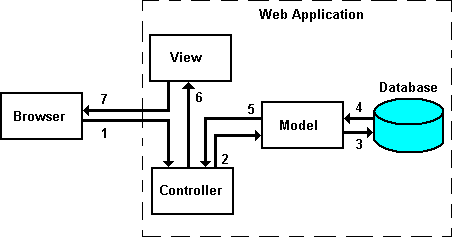 Web Application
View
Database
7
6
5
4
Browser
Model
1
2
3
Controller